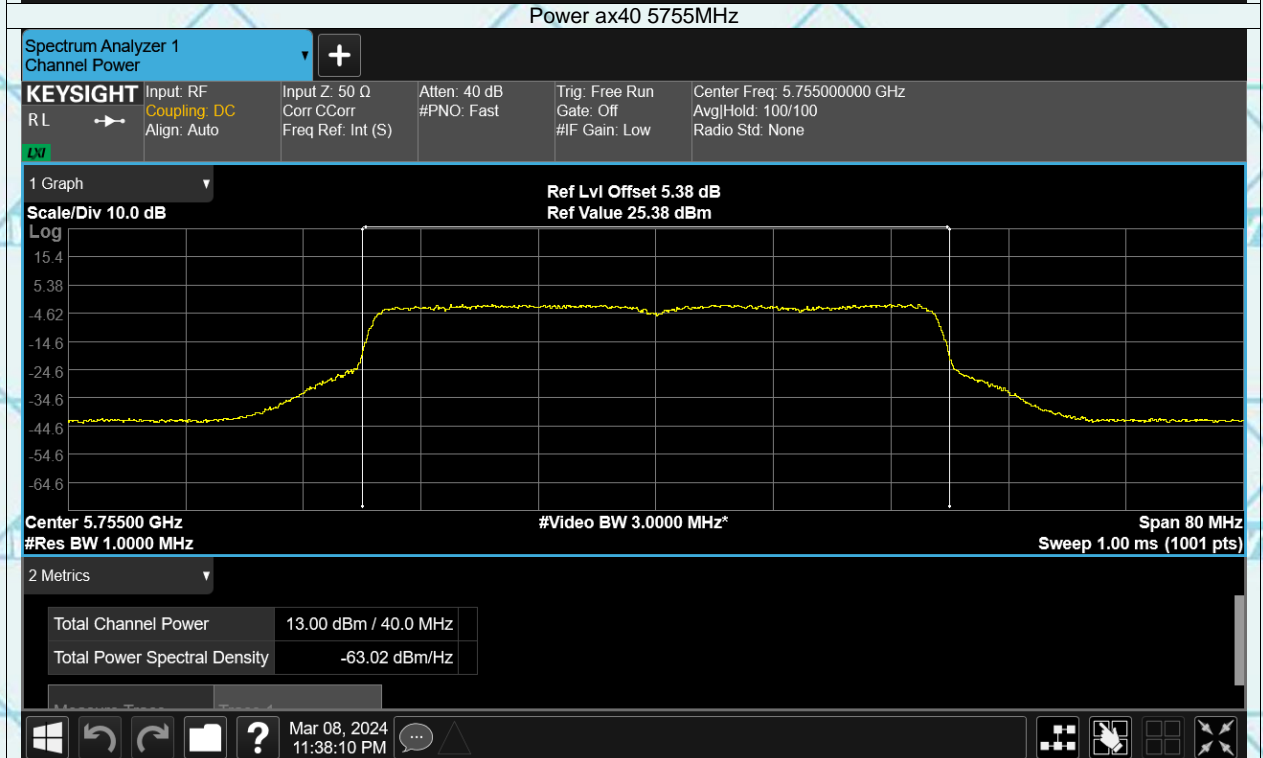 Power ax40 5755MHz
Spectrum Analyzer 1
Channel Power
KEYSIGHT
R L
LXI
Input: RF
Coupling: DC
Align: Auto
Input Z: 50 Ω
Corr CCorr
Freq Ref: Int (S)
Atten: 40 dB
#PNO: Fast
Trig: Free Run
Gate: Off
#IF Gain: Low
Center Freq: 5.755000000 GHz
Avg|Hold: 100/100
Radio Std: None
1 Graph
Scale/Div 10.0 dB
Ref Lvl Offset 5.38 dB
Ref Value 25.38 dBm
Log
15.4
5.38
-4.62
-14.6
-24.6
-34.6
-44.6
-54.6
-64.6
Center 5.75500 GHz
#Video BW 3.0000 MHz*
Span 80 MHz
#Res BW 1.0000 MHz
Sweep 1.00 ms (1001 pts)
2 Metrics
Total Channel Power 13.00 dBm / 40.0 MHz
Total Power Spectral Density -63.02 dBm/Hz
Mar 08, 2024
11:38:10 PM